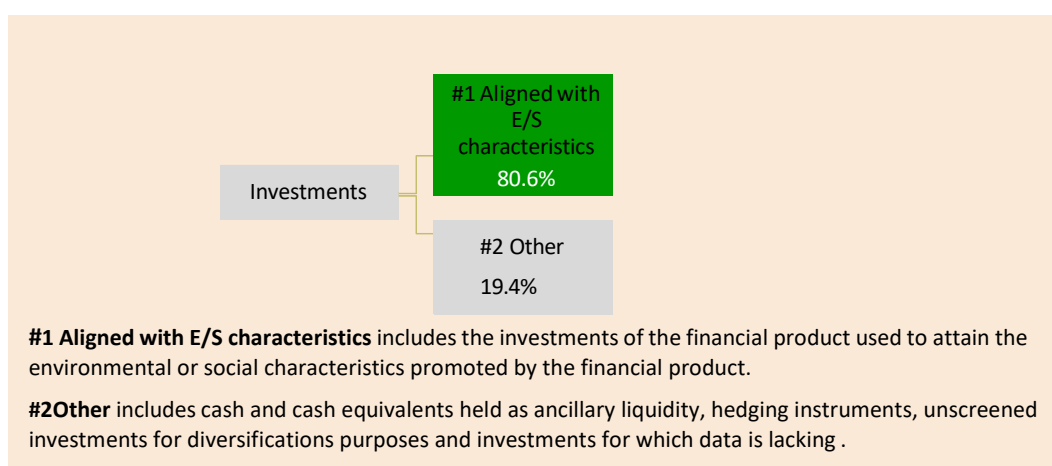 #1 Aligned with
E/S
characteristics
80.6%
Investments
#2 Other
19.4%
#1 Aligned with E/S characteristics includes the investments of the financial product used to attain the
environmental or social characteristics promoted by the financial product.
#2Other includes cash and cash equivalents held as ancillary liquidity, hedging instruments, unscreened
investments for diversifications purposes and investments for which data is lacking .